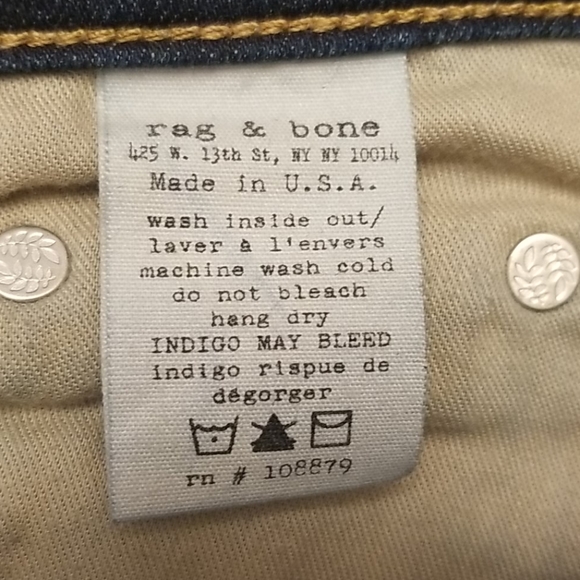 rag & bone
425 W. 13th St, NY NY 10014
Made in U.S.A.
wash inside out/
laver à l'envers
machine wash cold
do not bleach
hang dry
INDIGO MAY BLEED
indigo rispue de
dégorger
rn # 108879